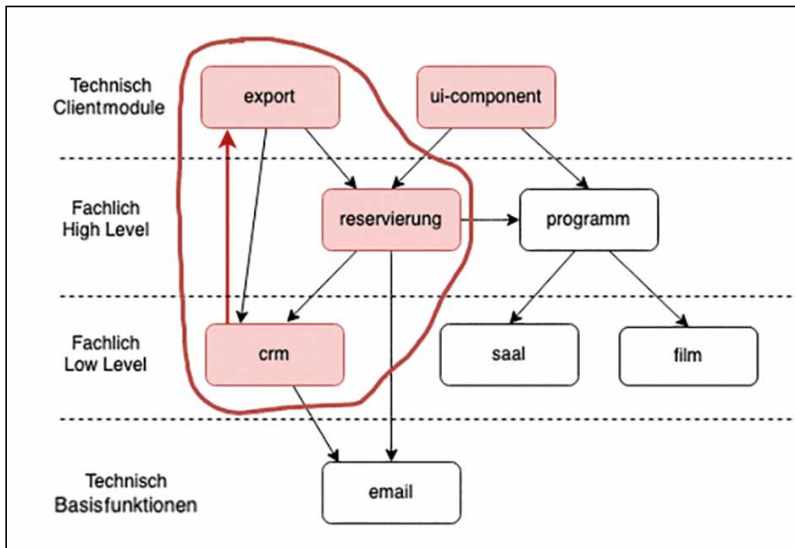 Technisch
Clientmodule
export
ui-component
Fachlich
High Level
reservierung
programm
Fachlich
Low Level
crm
saal
film
Technisch
Basisfunktionen
email